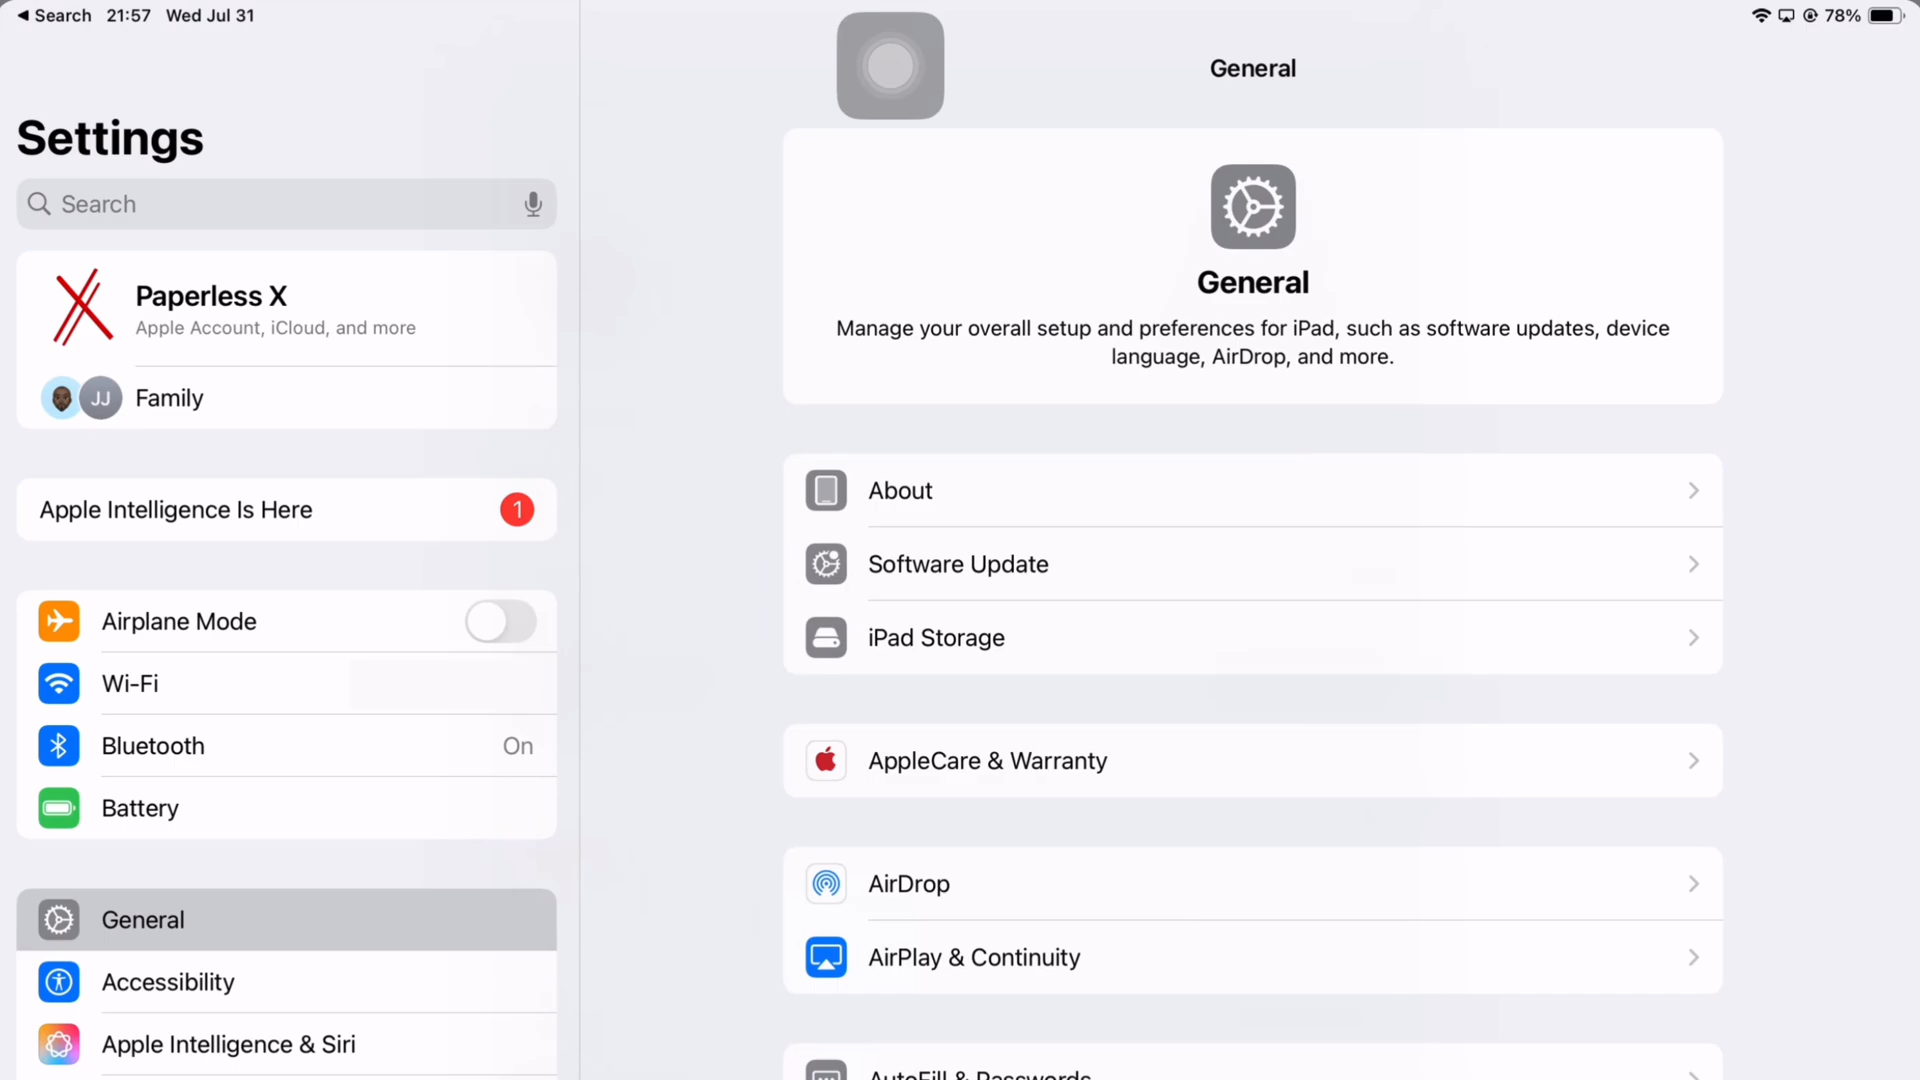 ◀ Search 21:57 Wed Jul 31
78%
Settings
Search
Paperless X
Apple Account, iCloud, and more
JJ
Family
Apple Intelligence Is Here
1
Airplane Mode
Wi-Fi
Bluetooth On
Battery
General
Accessibility
Apple Intelligence & Siri
General
General
Manage your overall setup and preferences for iPad, such as software updates, device
language, AirDrop, and more.
About
Software Update
iPad Storage
AppleCare & Warranty
AirDrop
AirPlay & Continuity
AutoFill & Passwords